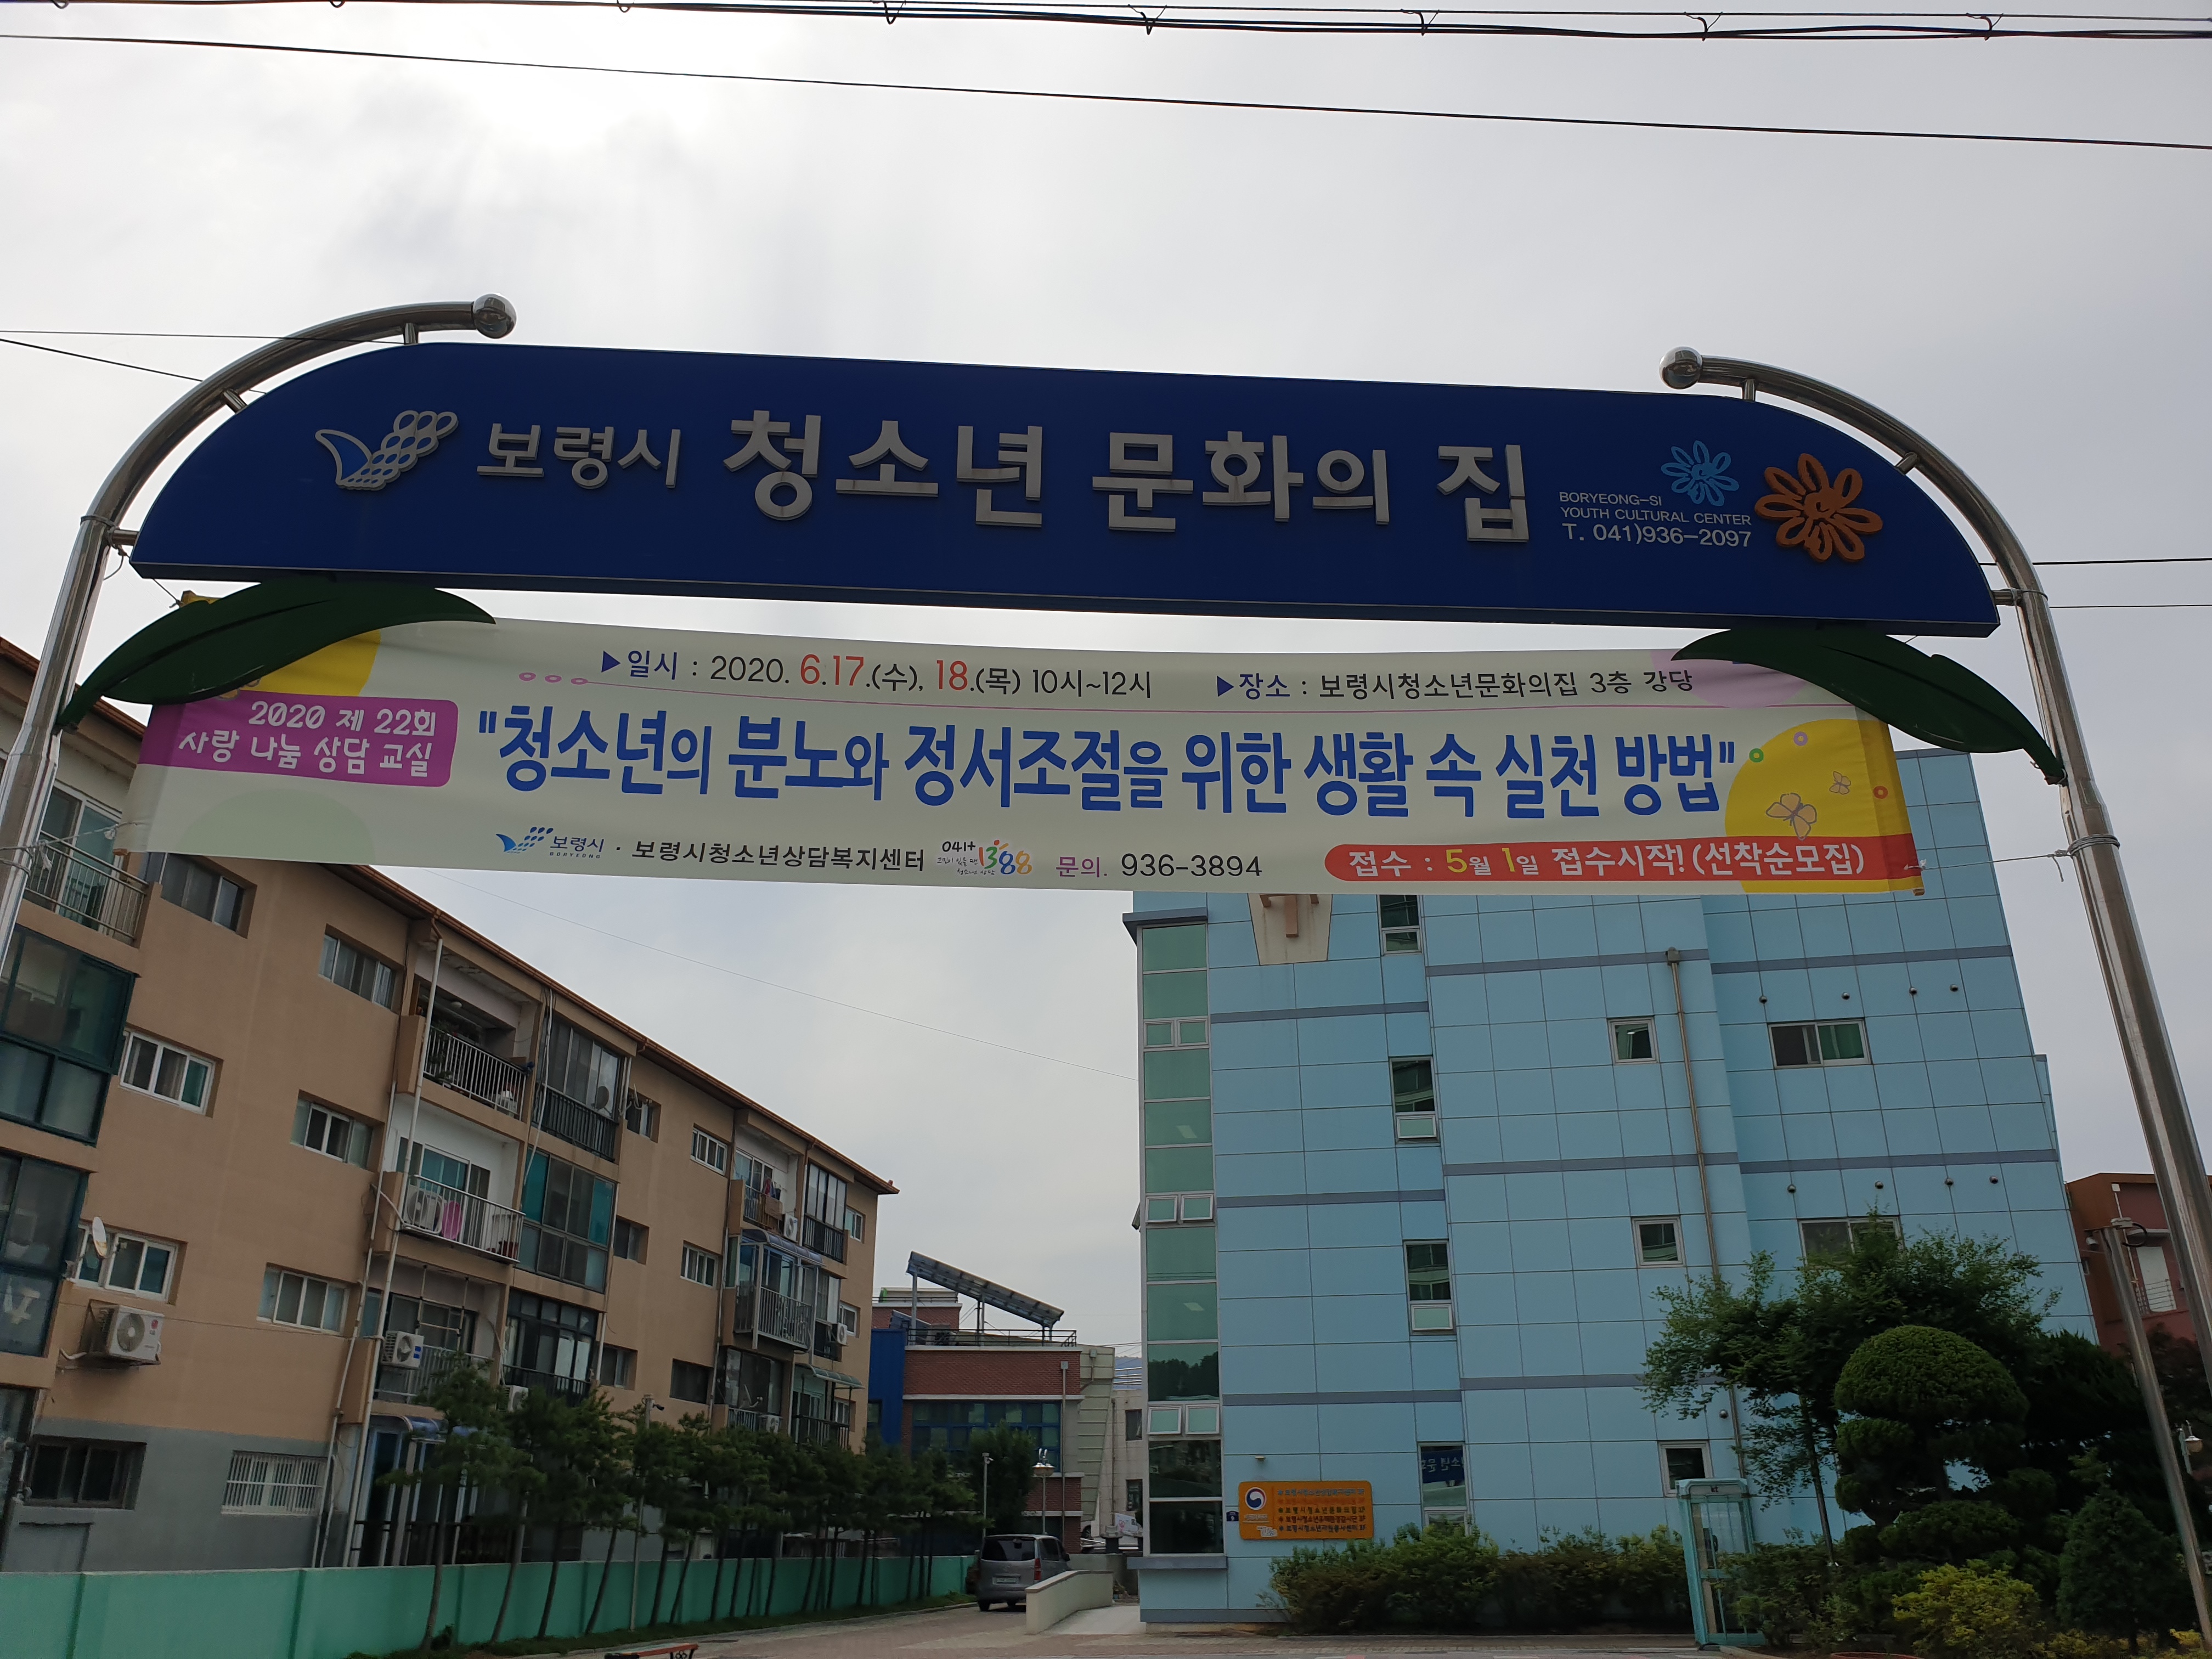 보령시 청소년 문화의 집
BORYEONG-SI
YOUTH CULTURAL CENTER
T. 041)936-2097
▶일시 : 2020. 6.17.(수), 18.(목) 10시~12시 ▶장소 : 보령시청소년문화의집 3층 강당
2020 제 22회
사랑 나눔 상담 교실
"청소년의 분노와 정서조절을 위한 생활 속 실천 방법"
보령시 · 보령시청소년상담복지센터 041+ 1388 문의. 936-3894
BORYEONG
청소년 상담
접수 : 5월 1일 접수시작! (선착순모집)